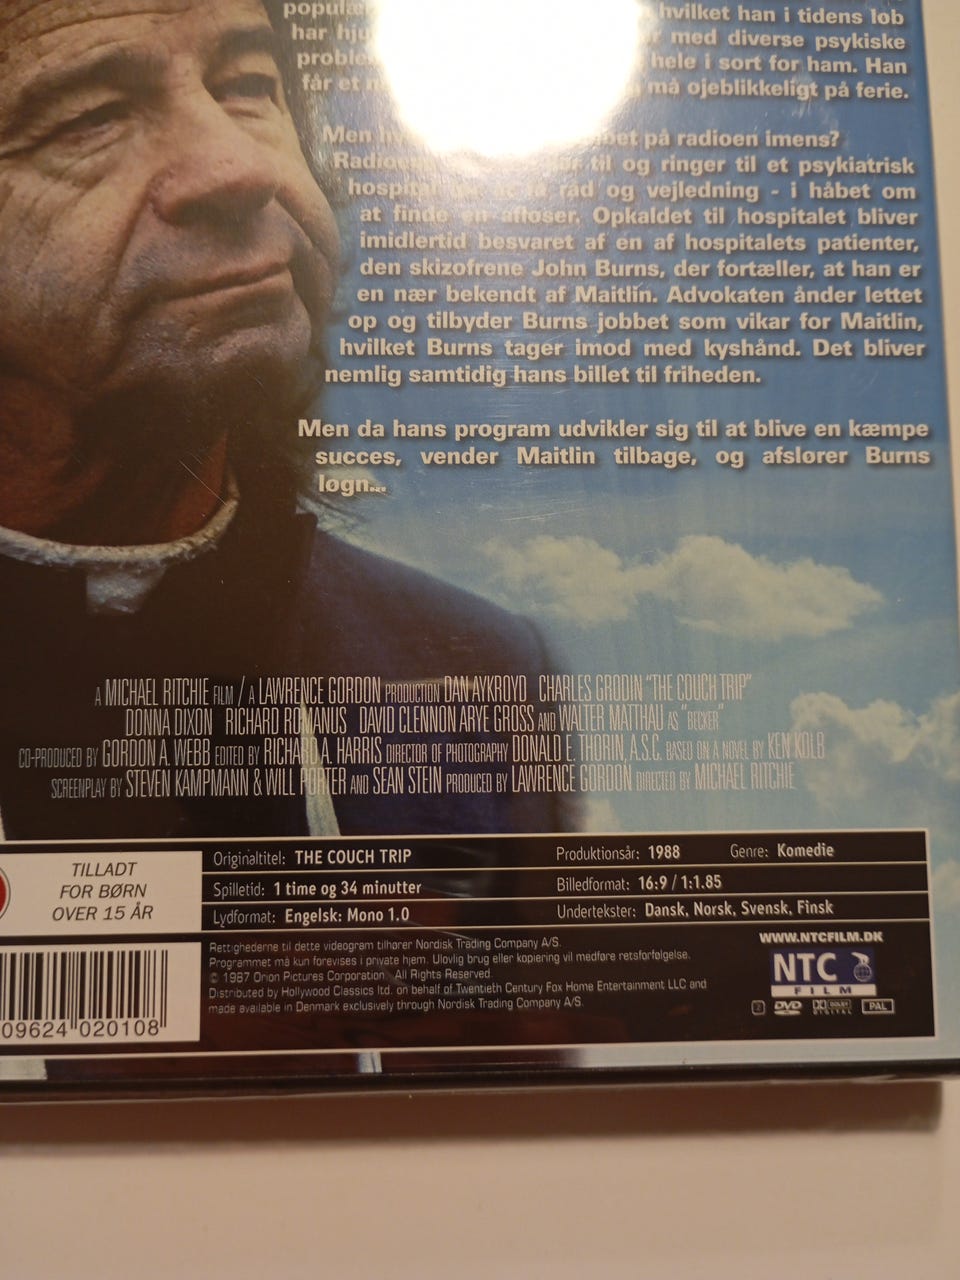 hvilket han i tidens løb
har med diverse psykiske
hele i sort for ham. Han
får et må øjeblikkeligt på ferie.
Men på radioen imens?
til og ringer til et psykiatrisk
råd og vejledning - i håbet om
at finde en afløser. Opkaldet til hospitalet bliver
imidlertid besvaret af en af hospitalets patienter,
den skizofrene John Burns, der fortæller, at han er
en nær bekendt af Maitlin. Advokaten ånder lettet
op og tilbyder Burns jobbet som vikar for Maitlin,
hvilket Burns tager imod med kyshånd. Det bliver
nemlig samtidig hans billet til friheden.
Men da hans program udvikler sig til at blive en kæmpe
succes, vender Maitlin tilbage, og afslører Burns
løgn...
A MICHAEL RITCHIE FILM / A LAWRENCE GORDON PRODUCTION DAN AYKROYD CHARLES GRODIN "THE COUCH TRIP"
DONNA DIXON RICHARD ROMANUS DAVID CLENNON ARYE GROSS AND WALTER MATTHAU AS "BECKER"
CO-PRODUCED BY GORDON A. WEBB EDITED BY RICHARD A. HARRIS DIRECTOR OF PHOTOGRAPHY DONALD E. THORIN, A.S.C. BASED ON A NOVEL BY KEN KOLB
SCREENPLAY BY STEVEN KAMPMANN & WILL PORTER AND SEAN STEIN PRODUCED BY LAWRENCE GORDON DIRECTED BY MICHAEL RITCHIE
TILLADT
FOR BØRN
OVER 15 ÅR
Originaltitel: THE COUCH TRIP Produktionsår: 1988 Genre: Komedie
Spilletid: 1 time og 34 minutter Billedformat: 16:9 / 1:1.85
Lydformat: Engelsk: Mono 1.0 Undertekster: Dansk, Norsk, Svensk, Finsk
Rettighederne til dette videogram tilhører Nordisk Trading Company A/S.
Programmet må kun forevises i private hjem. Ulovlig brug eller kopiering vil medføre retsforfølgelse.
© 1987 Orion Pictures Corporation. All Rights Reserved.
Distributed by Hollywood Classics ltd. on behalf of Twentieth Century Fox Home Entertainment LLC and
made available in Denmark exclusively through Nordisk Trading Company A/S.
WWW.NTCFILM.DK
NTC
FILM
2 DVD DOLBY DIGITAL PAL
09624 020108